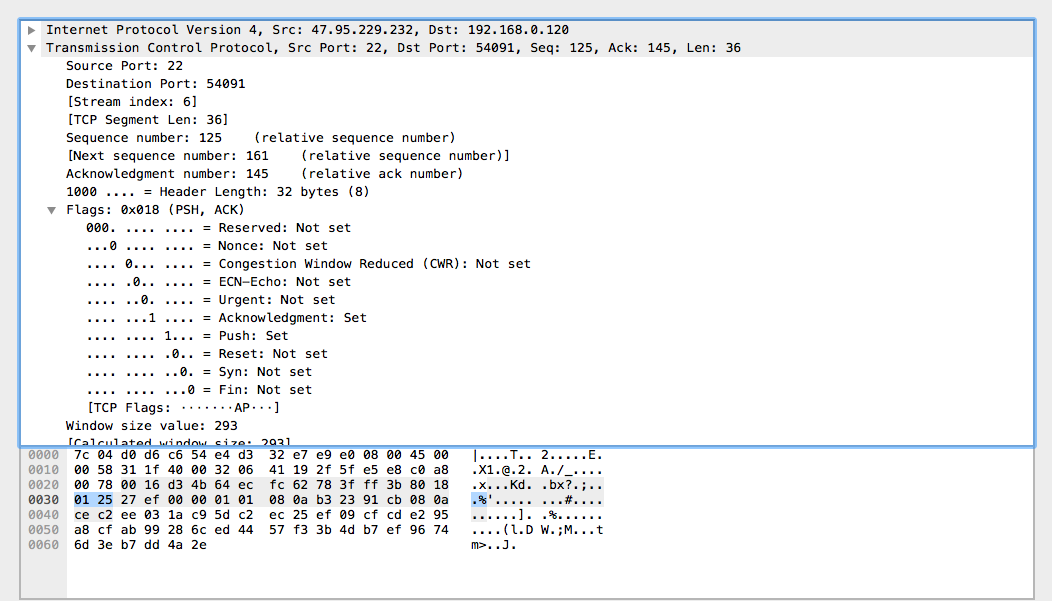 ▶ Internet Protocol Version 4, Src: 47.95.229.232, Dst: 192.168.0.120
▼ Transmission Control Protocol, Src Port: 22, Dst Port: 54091, Seq: 125, Ack: 145, Len: 36
Source Port: 22
Destination Port: 54091
[Stream index: 6]
[TCP Segment Len: 36]
Sequence number: 125    (relative sequence number)
[Next sequence number: 161    (relative sequence number)]
Acknowledgment number: 145    (relative ack number)
1000 .... = Header Length: 32 bytes (8)
▼ Flags: 0x018 (PSH, ACK)
000. .... .... = Reserved: Not set
...0 .... .... = Nonce: Not set
.... 0... .... = Congestion Window Reduced (CWR): Not set
.... .0.. .... = ECN-Echo: Not set
.... ..0. .... = Urgent: Not set
.... ...1 .... = Acknowledgment: Set
.... .... 1... = Push: Set
.... .... .0.. = Reset: Not set
.... .... ..0. = Syn: Not set
.... .... ...0 = Fin: Not set
[TCP Flags: ·······AP···]
Window size value: 293
[Calculated window size: 293]
0000 7c 04 d0 d6 c6 54 e4 d3 32 e7 e9 e0 08 00 45 00 |....T.. 2.....E.
0010 00 58 31 1f 40 00 32 06 41 19 2f 5f e5 e8 c0 a8 .X1.@.2. A./_....
0020 00 78 00 16 d3 4b 64 ec fc 62 78 3f ff 3b 80 18 .x...Kd. .bx?.;..
0030 01 25 27 ef 00 00 01 01 08 0a b3 23 91 cb 08 0a .%'..... ...#....
0040 ce c2 ee 03 1a c9 5d c2 ec 25 ef 09 cf cd e2 95 ......]. .%......
0050 a8 cf ab 99 28 6c ed 44 57 f3 3b 4d b7 ef 96 74 ....(l.D W.;M...t
0060 6d 3e b7 dd 4a 2e m>..J.